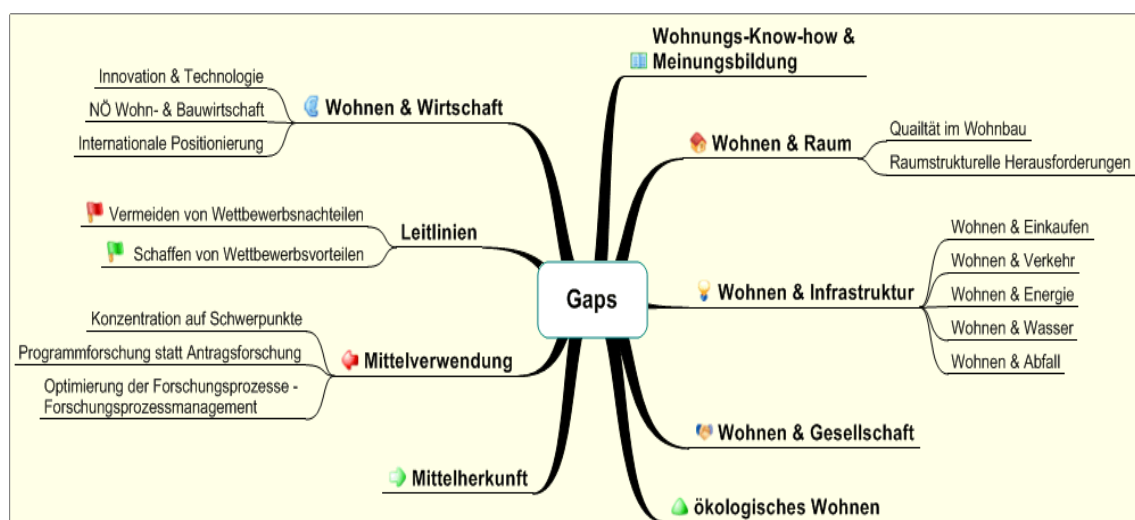 Wohnungs-Know-how &
Meinungsbildung
Innovation & Technologie
NÖ Wohn- & Bauwirtschaft
Internationale Positionierung
Wohnen & Wirtschaft
Wohnen & Raum
Quailtät im Wohnbau
Raumstrukturelle Herausforderungen
Vermeiden von Wettbewerbsnachteilen
Schaffen von Wettbewerbsvorteilen
Leitlinien
Gaps
Wohnen & Infrastruktur
Wohnen & Einkaufen
Wohnen & Verkehr
Wohnen & Energie
Wohnen & Wasser
Wohnen & Abfall
Konzentration auf Schwerpunkte
Programmforschung statt Antragsforschung
Optimierung der Forschungsprozesse -
Forschungsprozessmanagement
Mittelverwendung
Wohnen & Gesellschaft
Mittelherkunft
ökologisches Wohnen